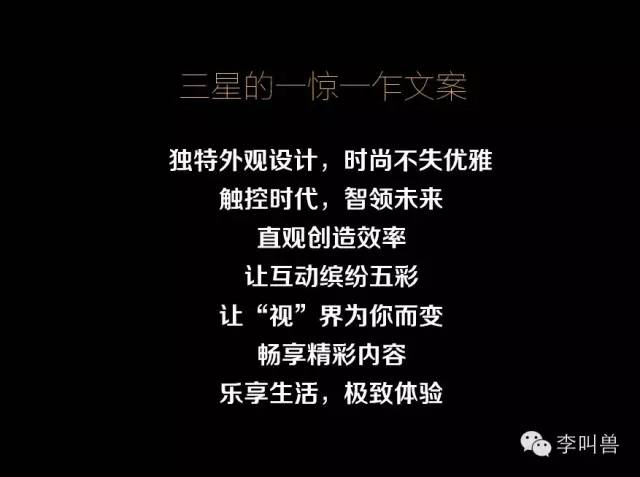 三星的一惊一乍文案
独特外观设计，时尚不失优雅
触控时代，智领未来
直观创造效率
让互动缤纷五彩
让“视”界为你而变
畅享精彩内容
乐享生活，极致体验
李叫兽